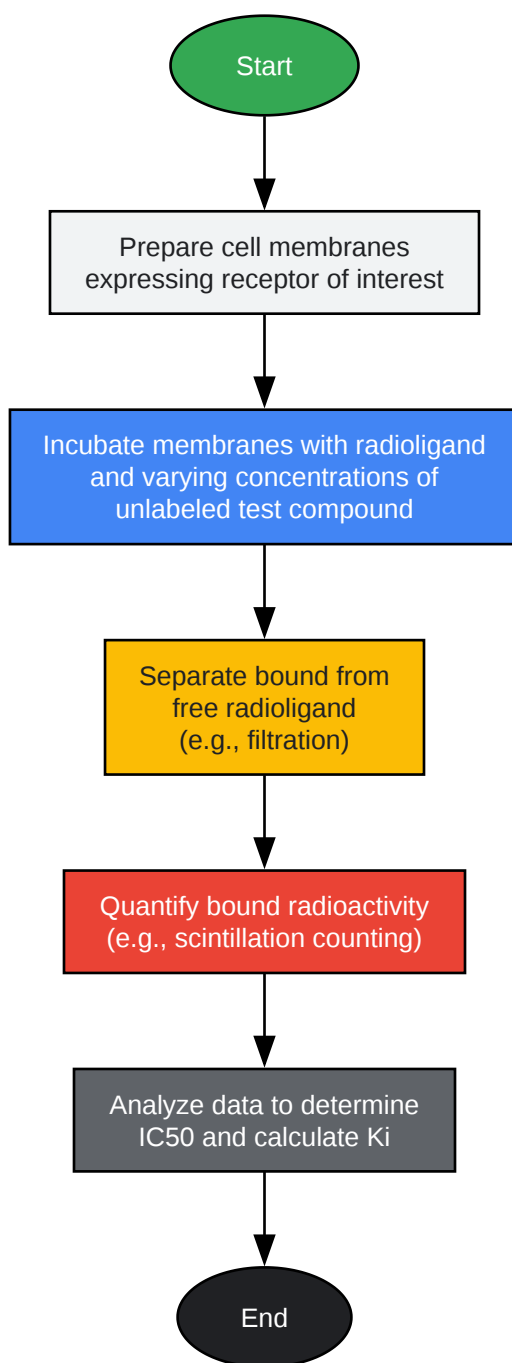 Start
Prepare cell membranes
expressing receptor of interest
Incubate membranes with radioligand
and varying concentrations of
unlabeled test compound
Separate bound from
free radioligand
(e.g., filtration)
Quantify bound radioactivity
(e.g., scintillation counting)
Analyze data to determine
IC50 and calculate Ki
End